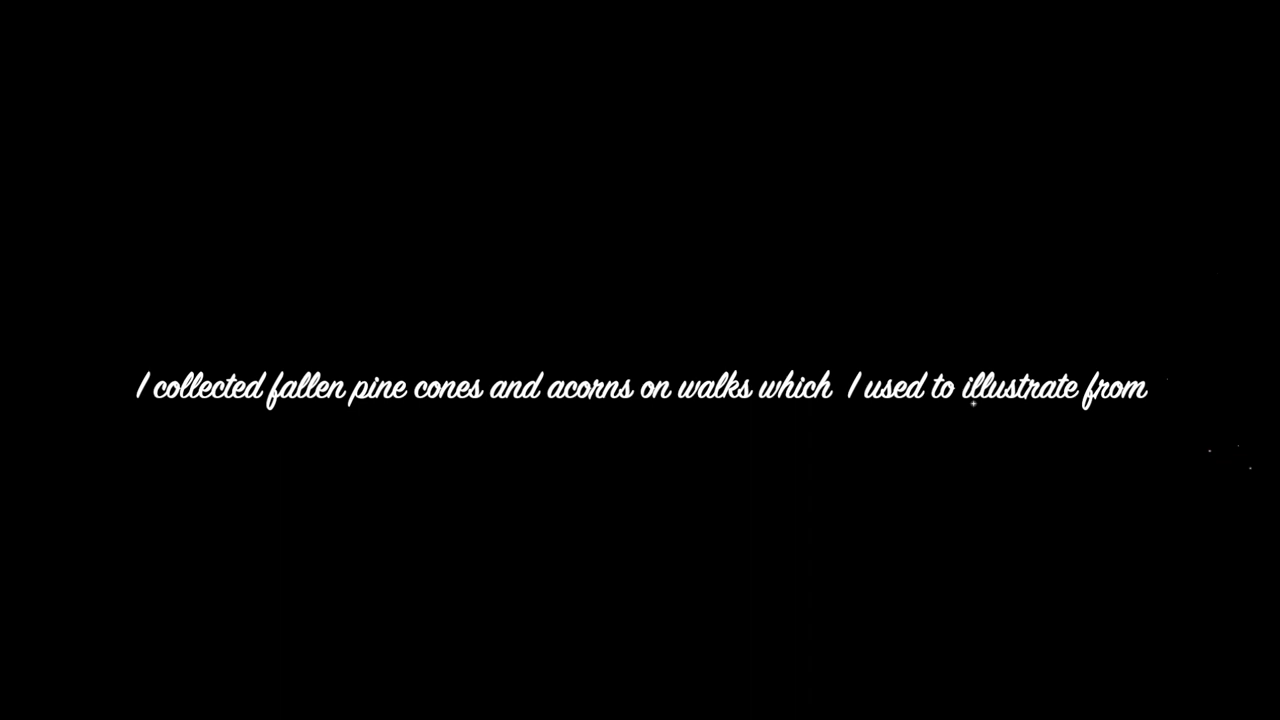 I collected fallen pine cones and acorns on walks which I used to illustrate from